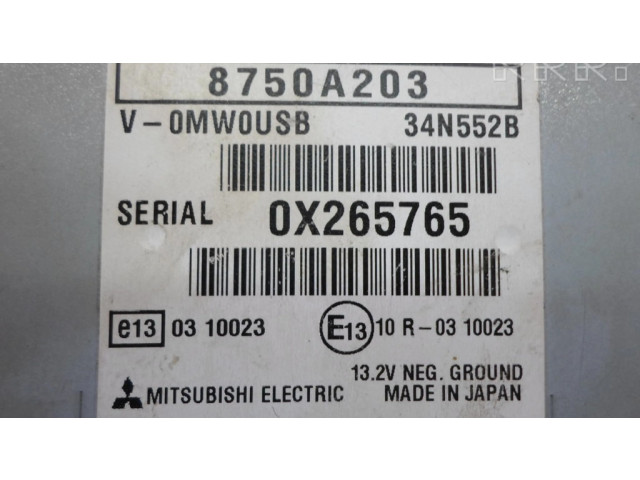 8750A203
V-0MW0USB 34N552B
SERIAL 0X265765
e13 03 10023 E13 10 R-03 10023
13.2V NEG. GROUND
MITSUBISHI ELECTRIC MADE IN JAPAN
RRR.